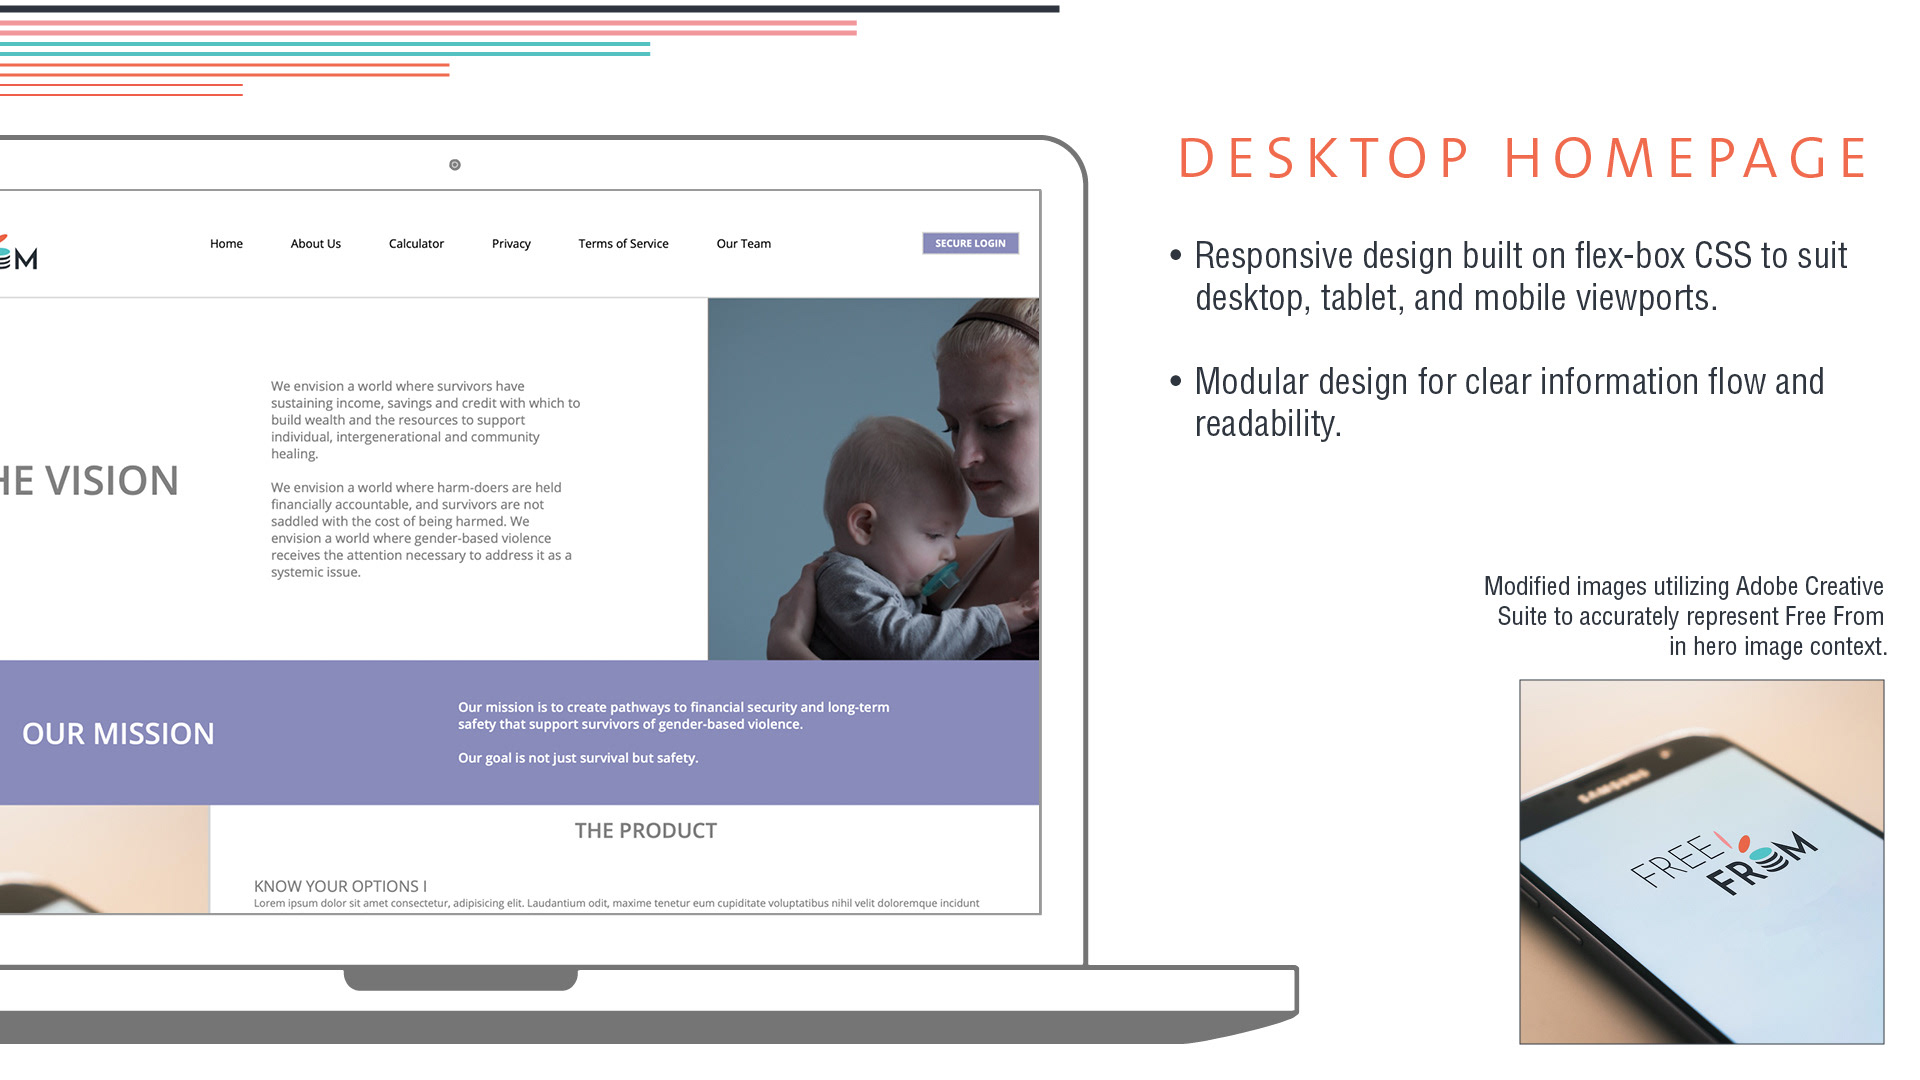 DESKTOP HOMEPAGE
• Responsive design built on flex-box CSS to suit
desktop, tablet, and mobile viewports.
• Modular design for clear information flow and
readability.
OM
Home
About Us
Calculator
Privacy
Terms of Service
Our Team
SECURE LOGIN
HE VISION
We envision a world where survivors have
sustaining income, savings and credit with which to
build wealth and the resources to support
individual, intergenerational and community
healing.
We envision a world where harm-doers are held
financially accountable, and survivors are not
saddled with the cost of being harmed. We
envision a world where gender-based violence
receives the attention necessary to address it as a
systemic issue.
OUR MISSION
Our mission is to create pathways to financial security and long-term
safety that support survivors of gender-based violence.
Our goal is not just survival but safety.
THE PRODUCT
KNOW YOUR OPTIONS I
Lorem ipsum dolor sit amet consectetur, adipisicing elit. Laudantium odit, maxime tenetur eum cupiditate voluptatibus nihil velit doloremque incidunt
Modified images utilizing Adobe Creative
Suite to accurately represent Free From
in hero image context.
SAMSUNG
FREE
FROM